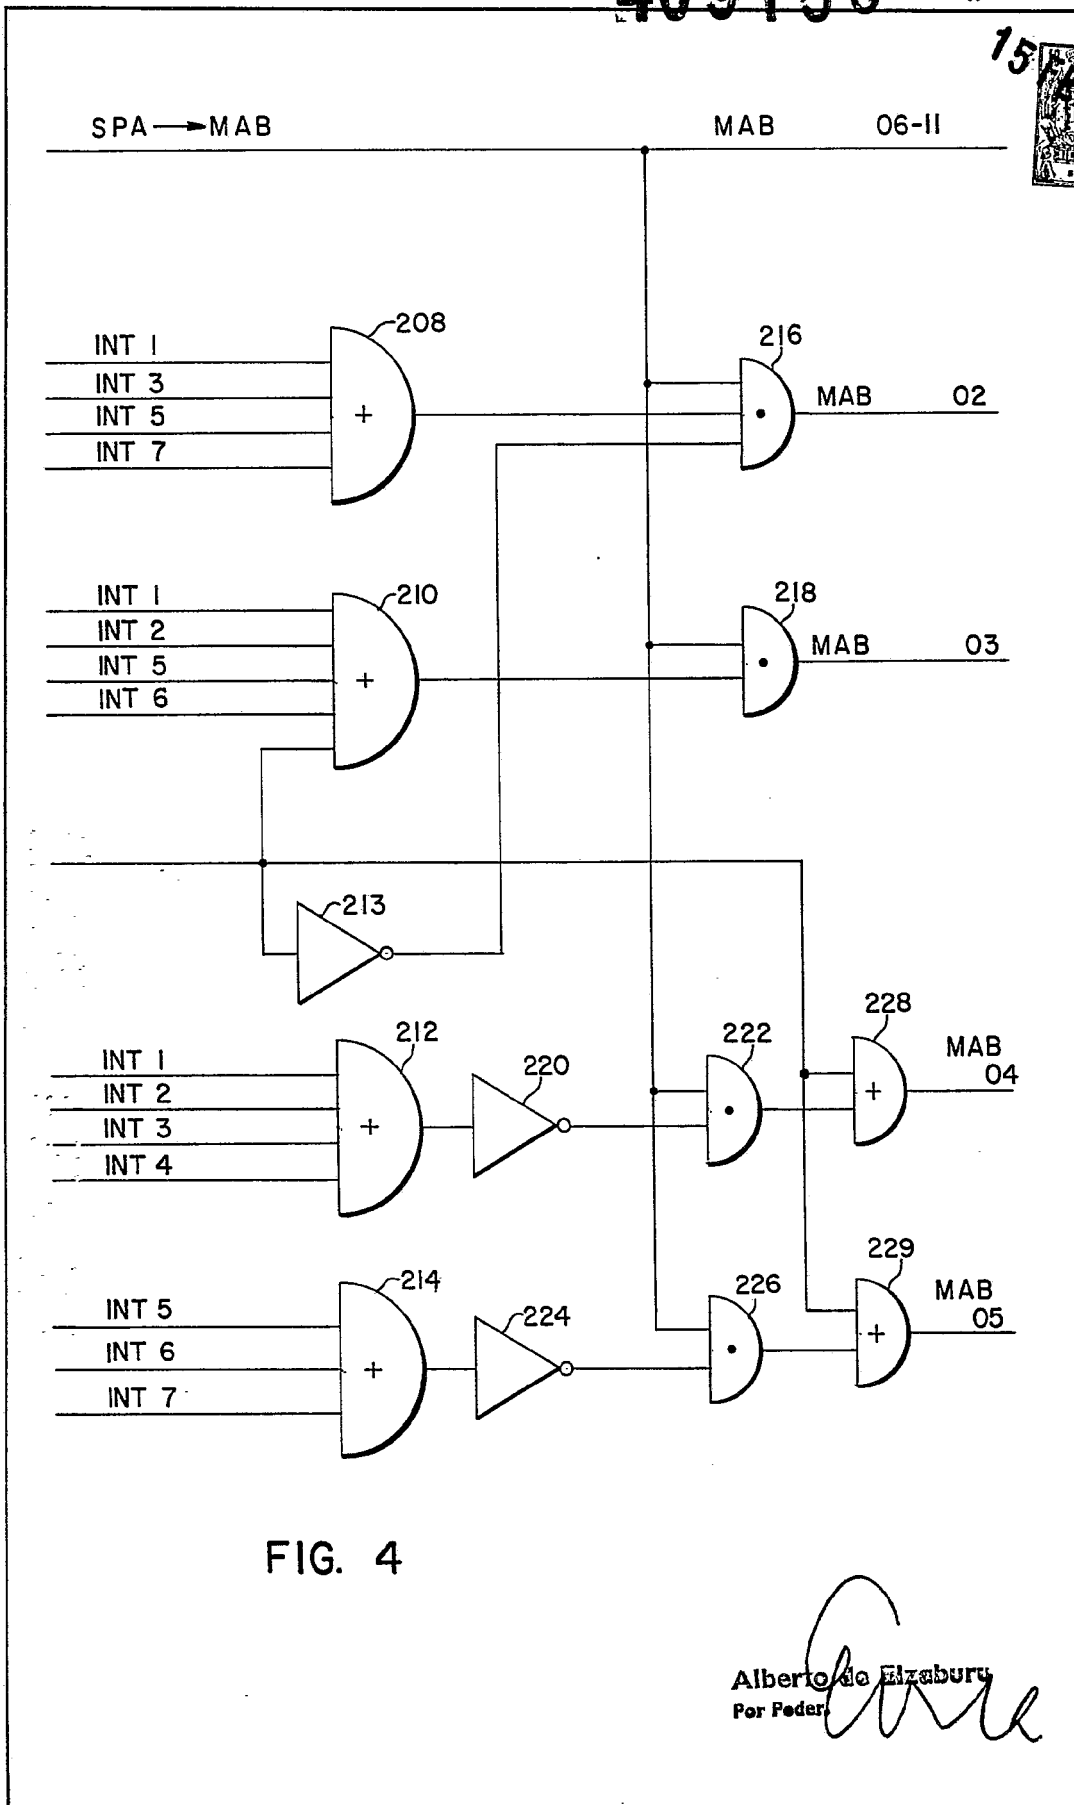 SPA → MAB MAB 06-11
15
208
INT 1
INT 3
INT 5
INT 7
216
MAB 02
210
INT 1
INT 2
INT 5
INT 6
218
MAB 03
213
212
INT 1
INT 2
INT 3
INT 4
220
222
228
MAB
04
214
INT 5
INT 6
INT 7
224
226
229
MAB
05
FIG. 4
Alberto de Elzaburu
Por Poder